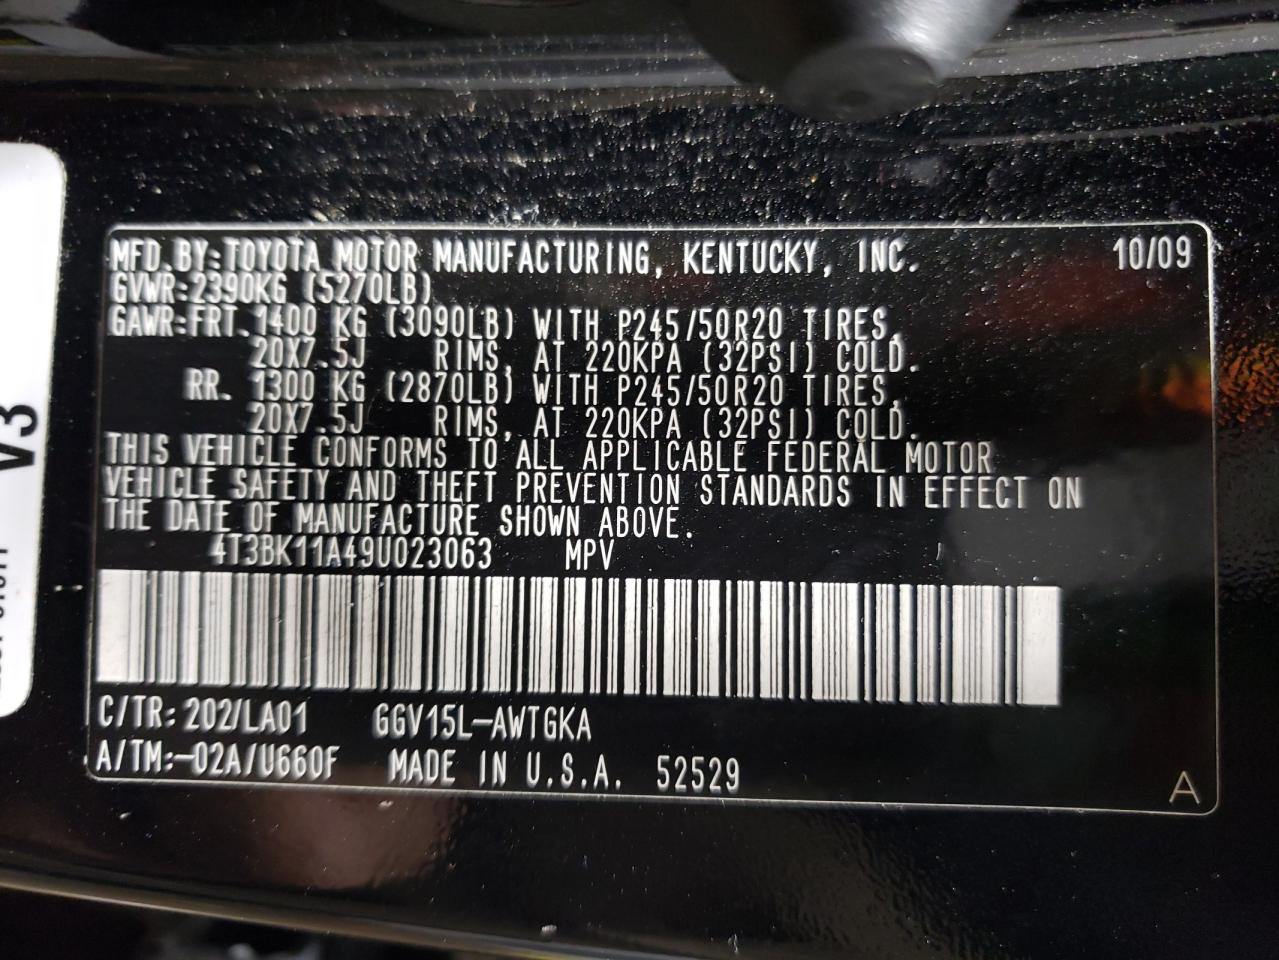 MFD.BY:TOYOTA MOTOR MANUFACTURING, KENTUCKY, INC. 10/09
GVWR:2390KG (5270LB)
GAWR:FRT.1400 KG (3090LB) WITH P245/50R20 TIRES,
20X7.5J RIMS, AT 220KPA (32PSI) COLD.
RR. 1300 KG (2870LB) WITH P245/50R20 TIRES,
20X7.5J RIMS, AT 220KPA (32PSI) COLD.
THIS VEHICLE CONFORMS TO ALL APPLICABLE FEDERAL MOTOR
VEHICLE SAFETY AND THEFT PREVENTION STANDARDS IN EFFECT ON
THE DATE OF MANUFACTURE SHOWN ABOVE.
4T3BK11A49U023063 MPV
C/TR:202/LA01 GGV15L-AWTGKA
A/TM:-02A/U660F MADE IN U.S.A. 52529
A
V3